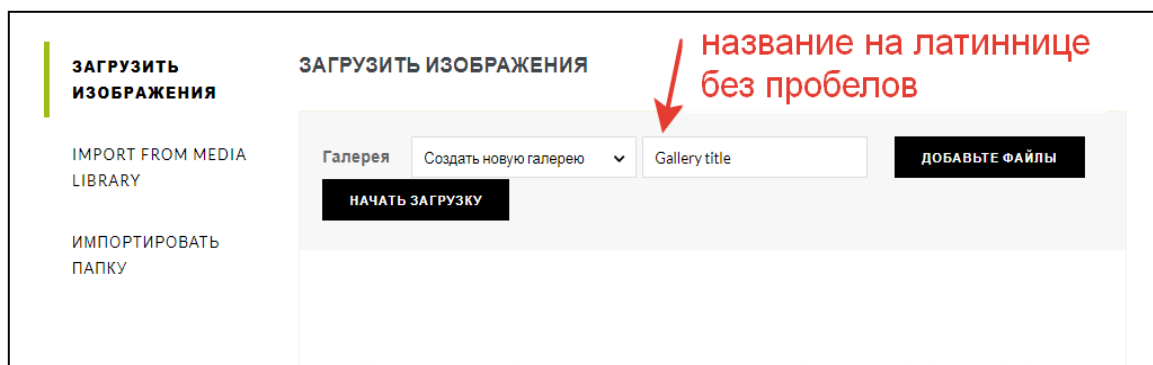 ЗАГРУЗИТЬ
ИЗОБРАЖЕНИЯ
IMPORT FROM MEDIA
LIBRARY
ИМПОРТИРОВАТЬ
ПАПКУ
ЗАГРУЗИТЬ ИЗОБРАЖЕНИЯ
название на латиннице
без пробелов
Галерея Создать новую галерею Gallery title ДОБАВЬТЕ ФАЙЛЫ
НАЧАТЬ ЗАГРУЗКУ